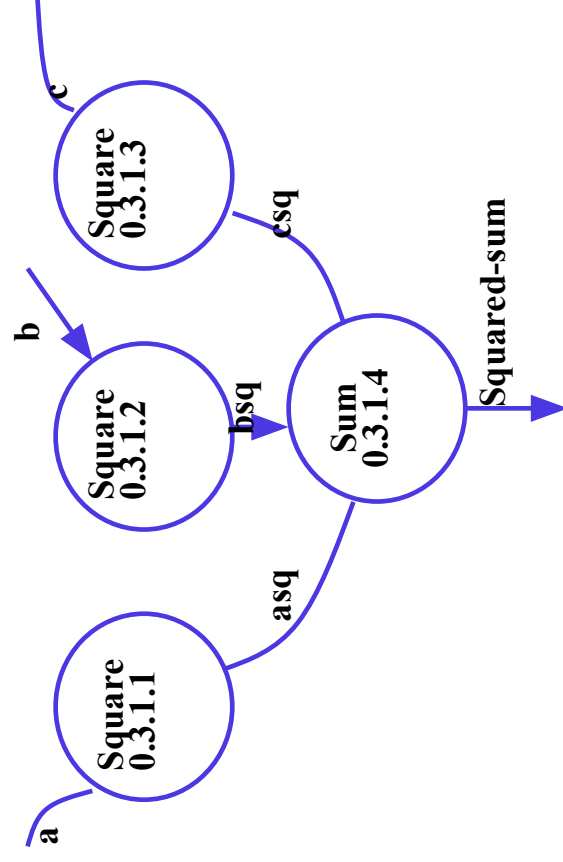 a
Square
0.3.1.1
asq
b
Square
0.3.1.2
bsq
c
Square
0.3.1.3
csq
Sum
0.3.1.4
Squared-sum